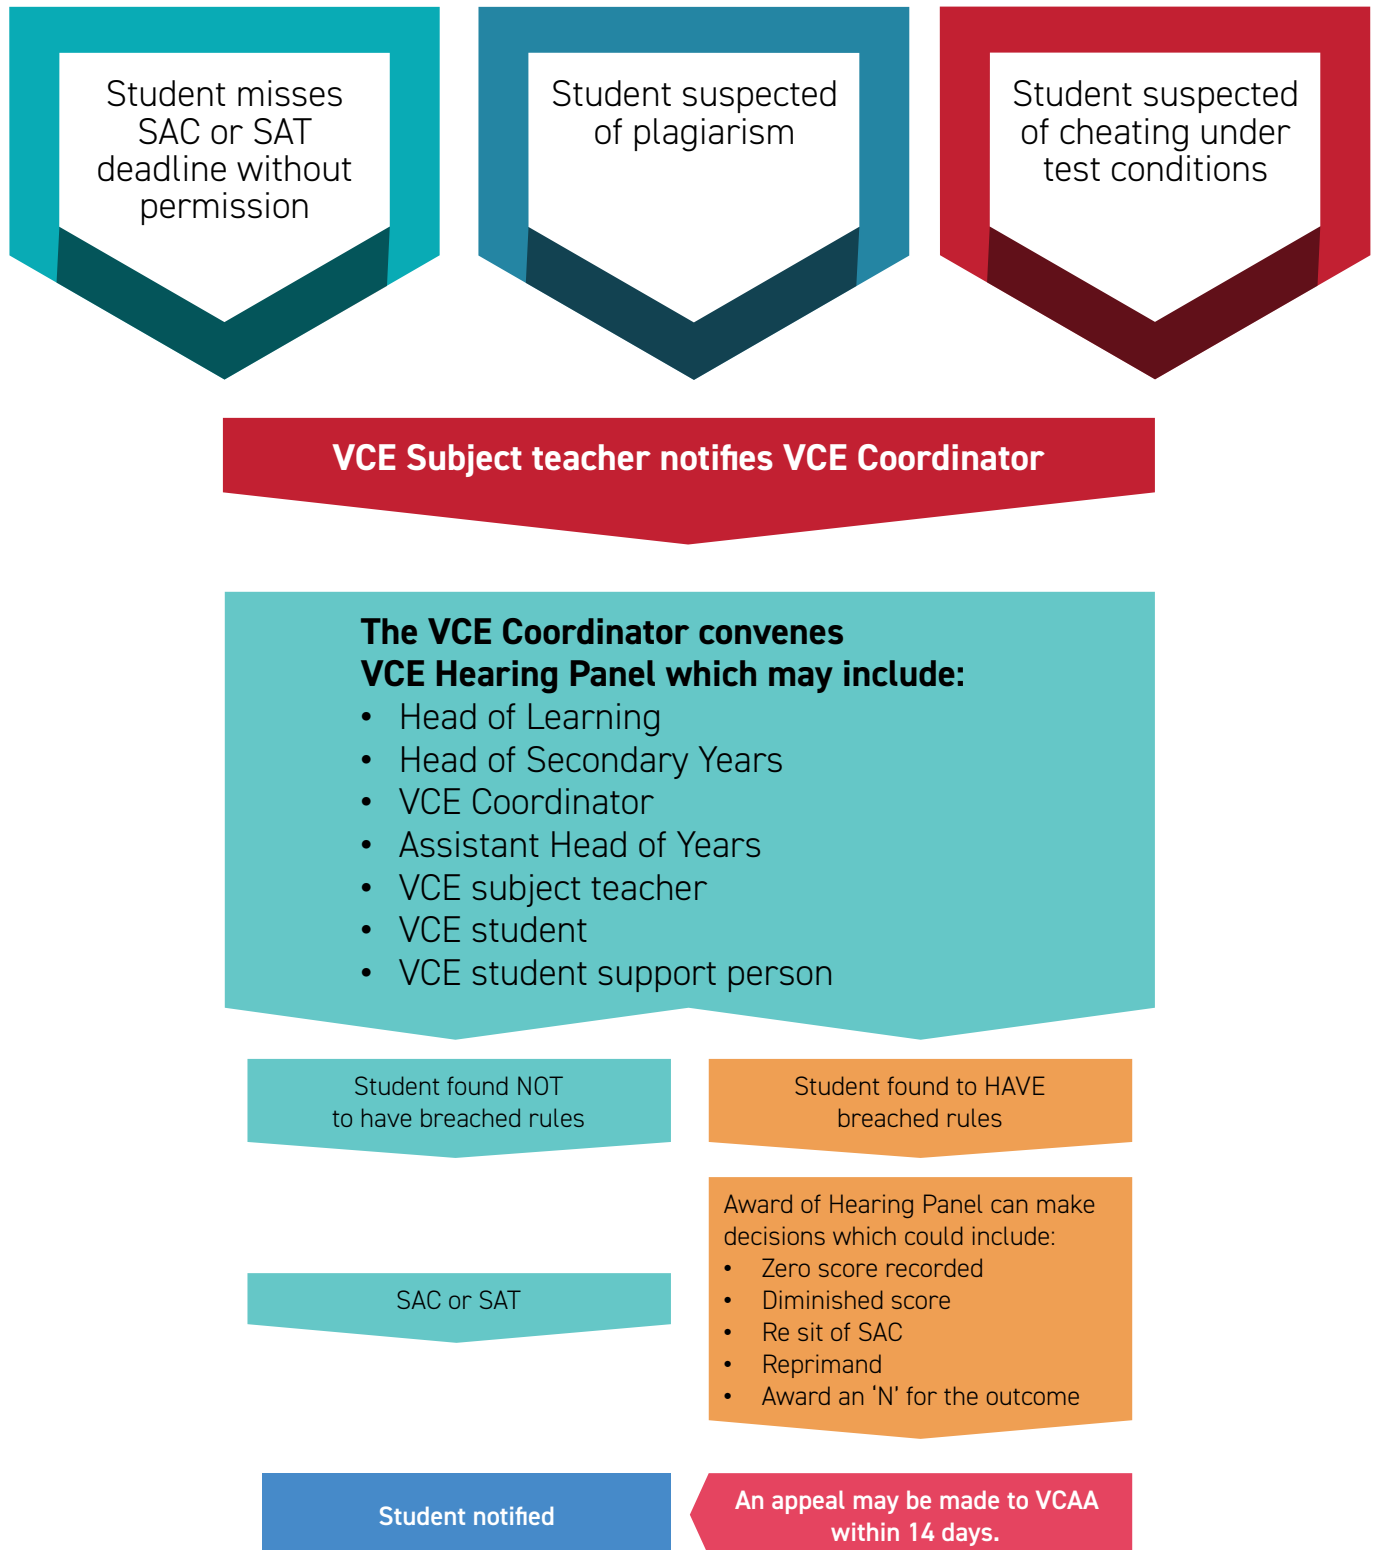 Student misses
SAC or SAT
deadline without
permission
Student suspected
of plagiarism
Student suspected
of cheating under
test conditions
VCE Subject teacher notifies VCE Coordinator
The VCE Coordinator convenes
VCE Hearing Panel which may include:
• Head of Learning
• Head of Secondary Years
• VCE Coordinator
• Assistant Head of Years
• VCE subject teacher
• VCE student
• VCE student support person
Student found NOT
to have breached rules
Student found to HAVE
breached rules
SAC or SAT
Award of Hearing Panel can make
decisions which could include:
• Zero score recorded
• Diminished score
• Re sit of SAC
• Reprimand
• Award an ‘N’ for the outcome
Student notified
An appeal may be made to VCAA
within 14 days.